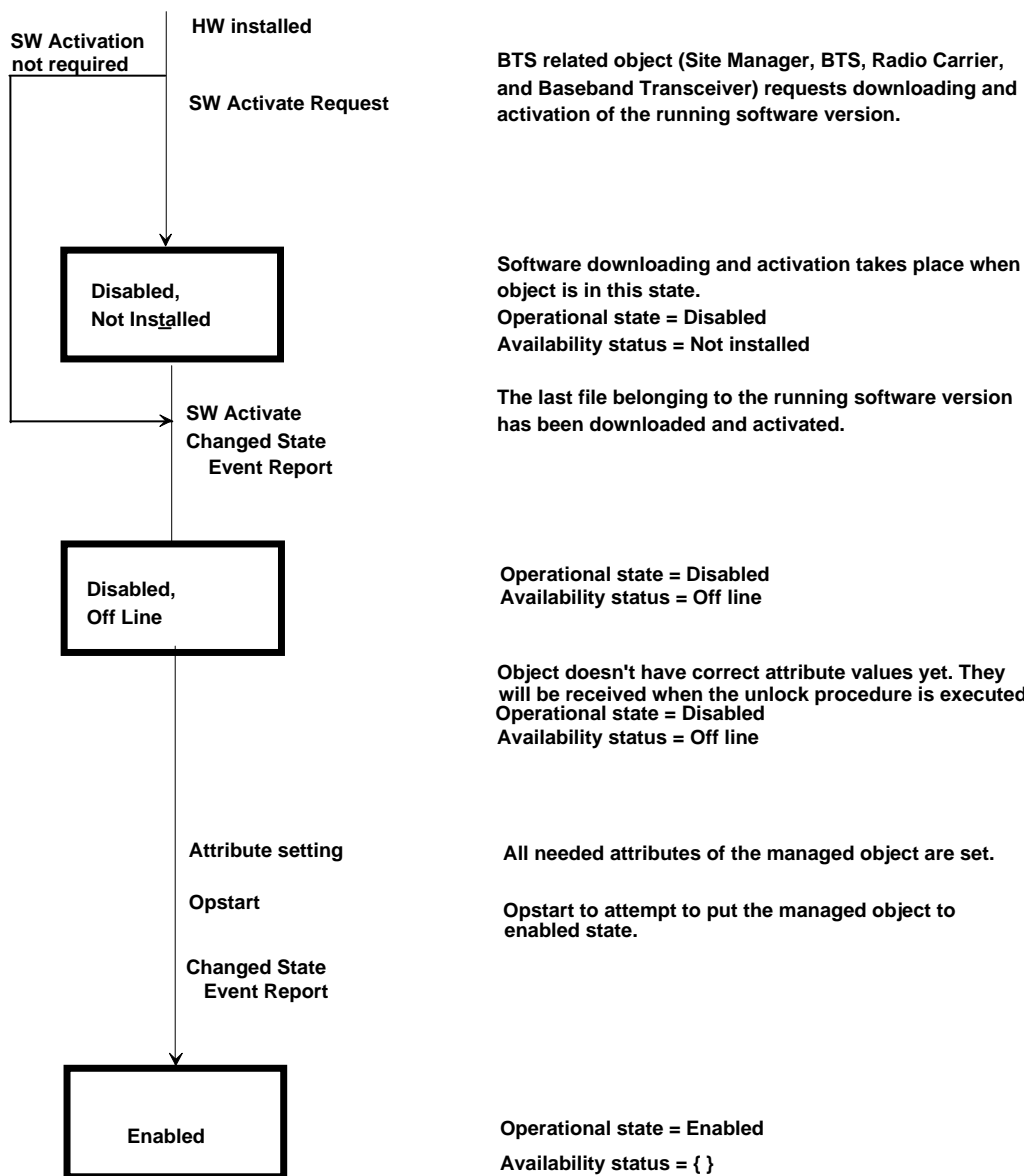 HW installed
SW Activation
not required
BTS related object (Site Manager, BTS, Radio Carrier,
and Baseband Transceiver) requests downloading and
activation of the running software version.
SW Activate Request
Software downloading and activation takes place when
object is in this state.
Operational state = Disabled
Availability status = Not installed
Disabled,
Not Installed
The last file belonging to the running software version
has been downloaded and activated.
SW Activate
Changed State
Event Report
Disabled,
Off Line
Operational state = Disabled
Availability status = Off line
Object doesn't have correct attribute values yet. They
will be received when the unlock procedure is executed
Operational state = Disabled
Availability status = Off line
Attribute setting
All needed attributes of the managed object are set.
Opstart
Opstart to attempt to put the managed object to
enabled state.
Changed State
Event Report
Enabled
Operational state = Enabled
Availability status = { }